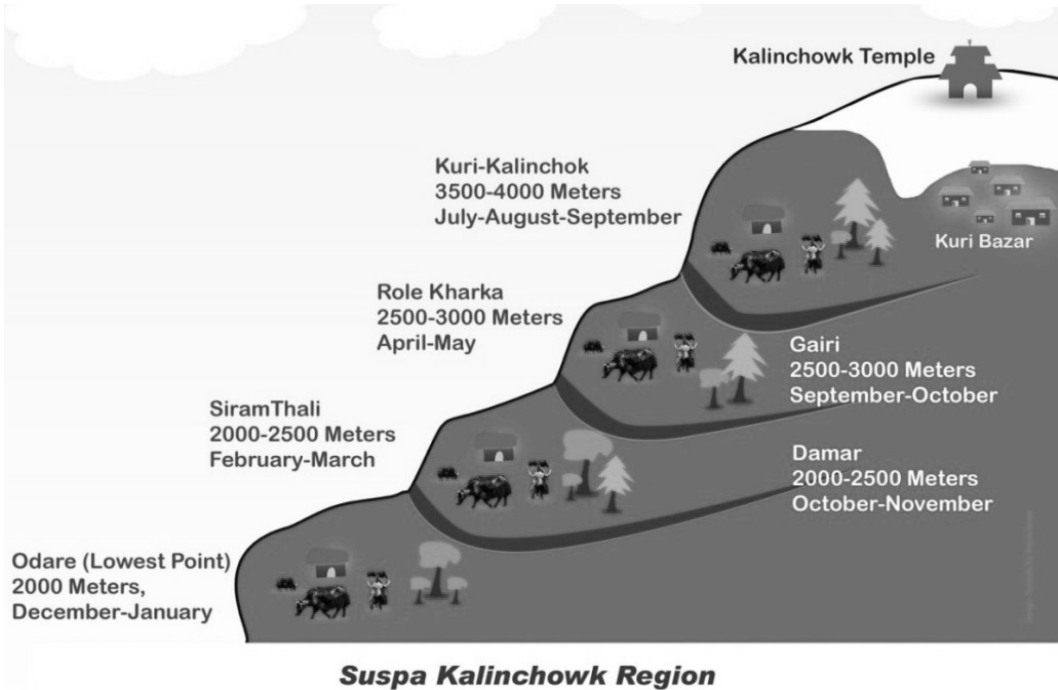 Kalinchowk Temple
Kuri-Kalinchok
3500-4000 Meters
July-August-September
Kuri Bazar
Role Kharka
2500-3000 Meters
April-May
Gairi
2500-3000 Meters
September-October
SiramThali
2000-2500 Meters
February-March
Damar
2000-2500 Meters
October-November
Odare (Lowest Point)
2000 Meters,
December-January
Suspa Kalinchowk Region